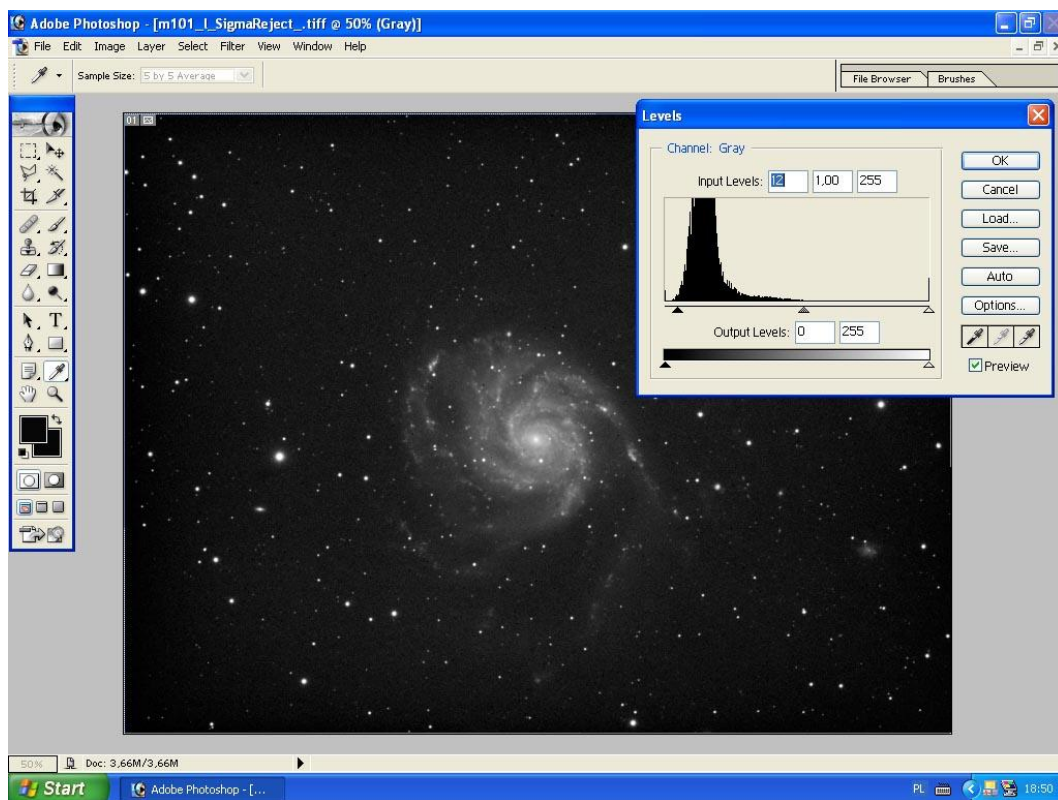 Adobe Photoshop - [m101_l_SigmaReject_.tiff @ 50% (Gray)]
File Edit Image Layer Select Filter View Window Help
Sample Size: 5 by 5 Average
File Browser Brushes
01
Levels
Channel: Gray
Input Levels: 12 1,00 255
OK
Cancel
Load...
Save...
Auto
Options...
Output Levels: 0 255
Preview
T
50% Doc: 3,66M/3,66M
Start Adobe Photoshop - [... PL 18:50